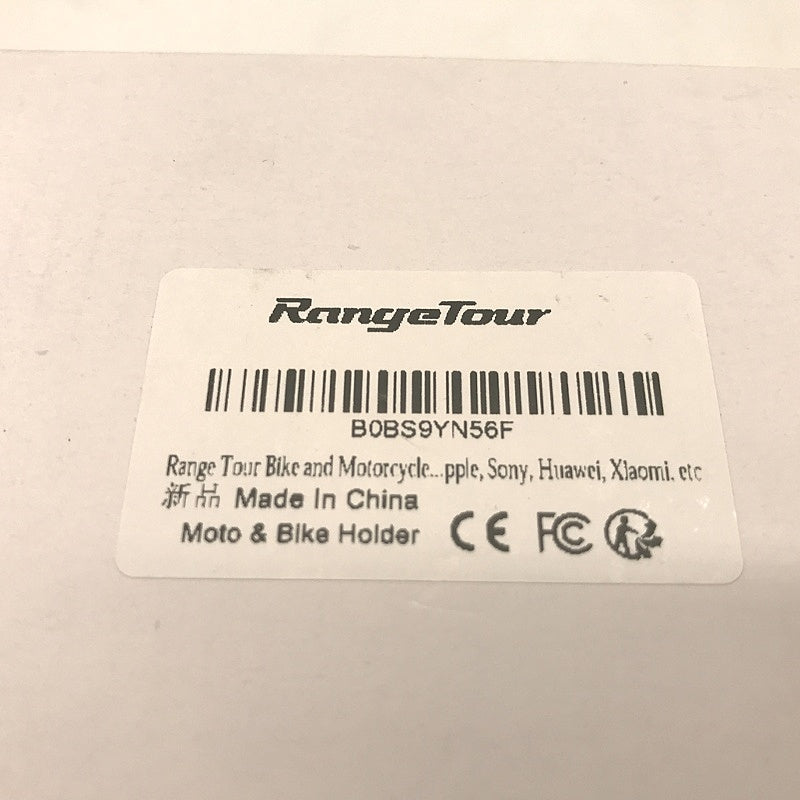 RangeTour
B0BS9YN56F
Range Tour Bike and Motorcycle...pple, Sony, Huawei, Xiaomi, etc
新品 Made In China
Moto & Bike Holder CE FC